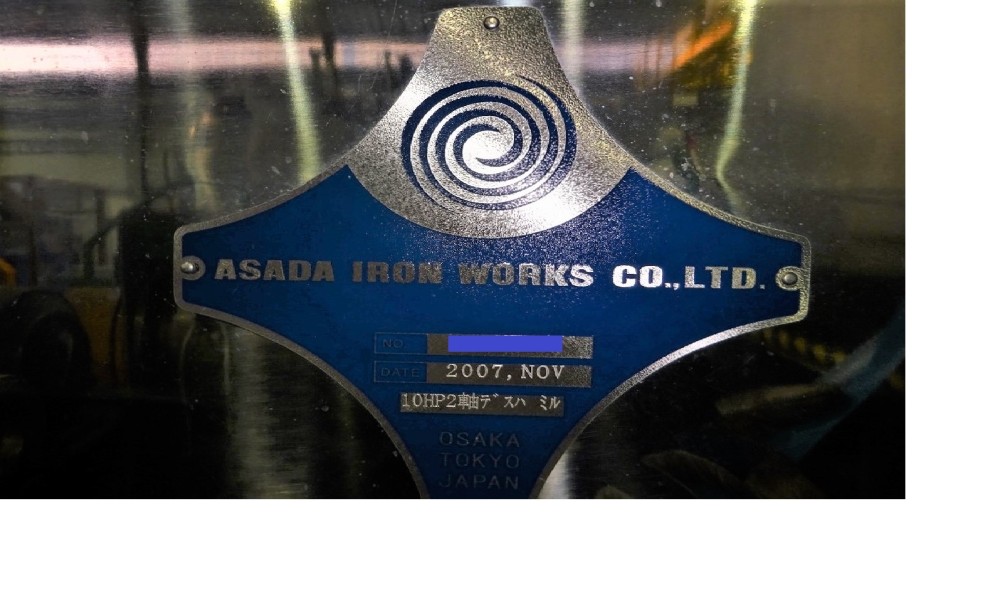 ASADA IRON WORKS CO.,LTD.
NO.
DATE 2007, NOV
10HP2軸デスハ ミル
OSAKA
TOKYO
JAPAN